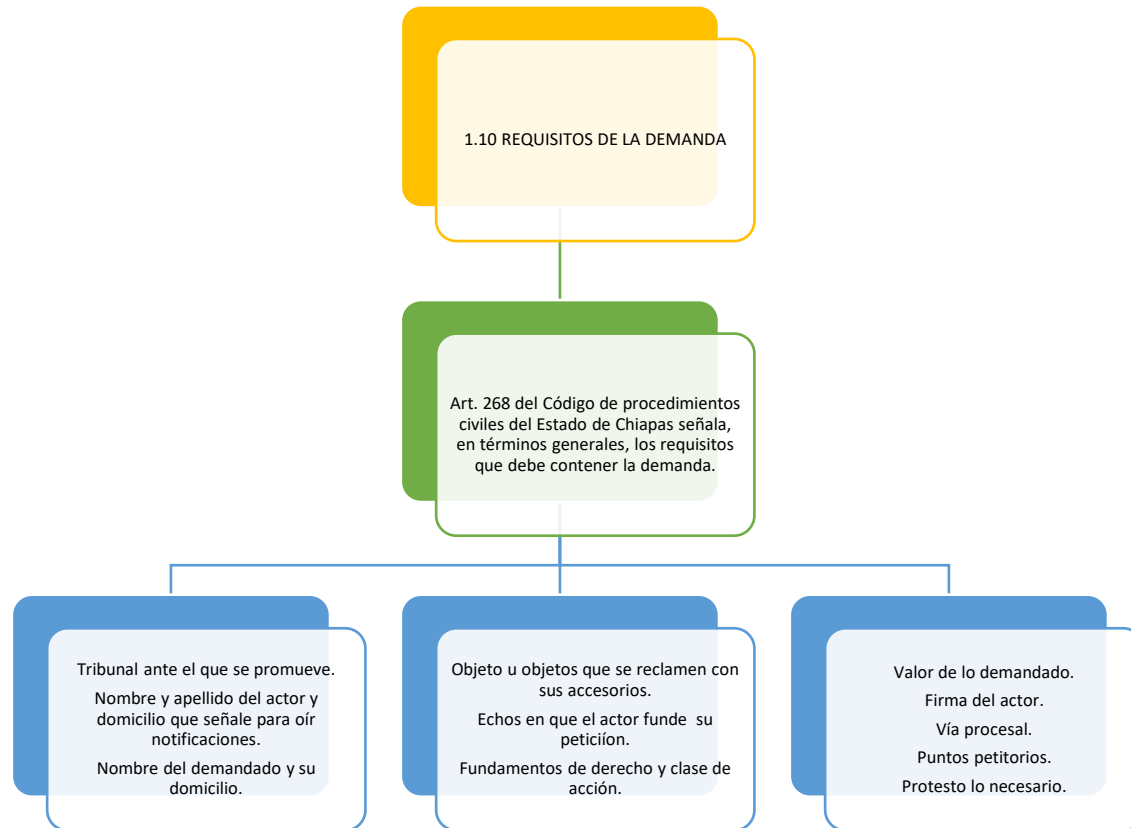 1.10 REQUISITOS DE LA DEMANDA
Art. 268 del Código de procedimientos
civiles del Estado de Chiapas señala,
en términos generales, los requisitos
que debe contener la demanda.
Tribunal ante el que se promueve.
Nombre y apellido del actor y
domicilio que señale para oír
notificaciones.
Nombre del demandado y su
domicilio.
Objeto u objetos que se reclamen con
sus accesorios.
Echos en que el actor funde  su
peticiíon.
Fundamentos de derecho y clase de
acción.
Valor de lo demandado.
Firma del actor.
Vía procesal.
Puntos petitorios.
Protesto lo necesario.